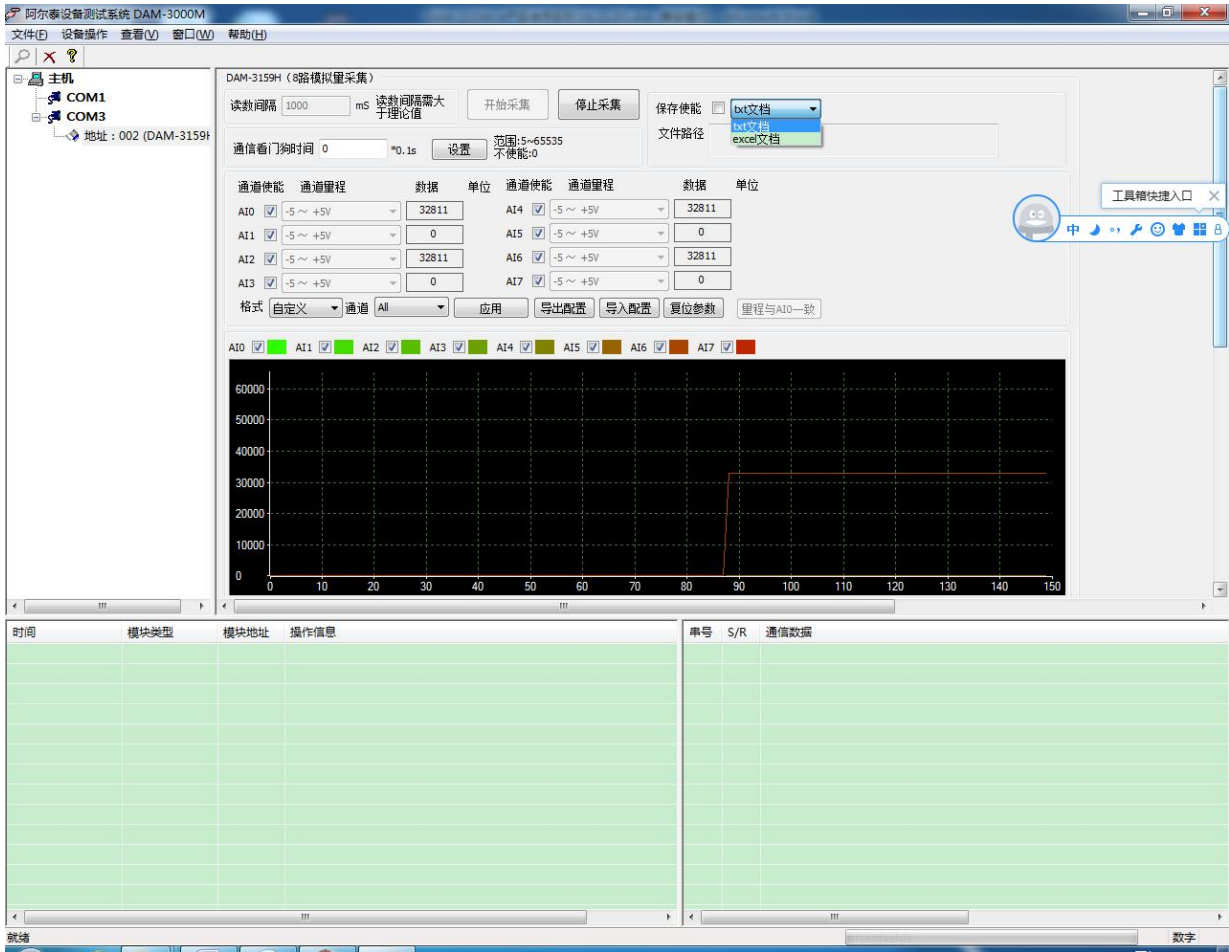 阿尔泰设备测试系统 DAM-3000M
文件(F) 设备操作 查看(V) 窗口(W) 帮助(H)
主机
COM1
COM3
地址：002 (DAM-3159H
DAM-3159H（8路模拟量采集）
读数间隔 1000 mS 读数间隔需大于理论值 开始采集 停止采集
保存使能 txt文档
txt文档
excel文档
文件路径
通信看门狗时间 0 *0.1s 设置 范围:5~65535 不使能:0
通道使能 通道里程 数据 单位 通道使能 通道里程 数据 单位
AI0 -5～ +5V 32811 AI4 -5～ +5V 32811
AI1 -5～ +5V 0 AI5 -5～ +5V 0
AI2 -5～ +5V 32811 AI6 -5～ +5V 32811
AI3 -5～ +5V 0 AI7 -5～ +5V 0
格式 自定义 通道 All 应用 导出配置 导入配置 复位参数 里程与AI0一致
工具箱快捷入口
中
AI0 AI1 AI2 AI3 AI4 AI5 AI6 AI7
60000
50000
40000
30000
20000
10000
0
0 10 20 30 40 50 60 70 80 90 100 110 120 130 140 150
时间 模块类型 模块地址 操作信息
串号 S/R 通信数据
就绪
数字